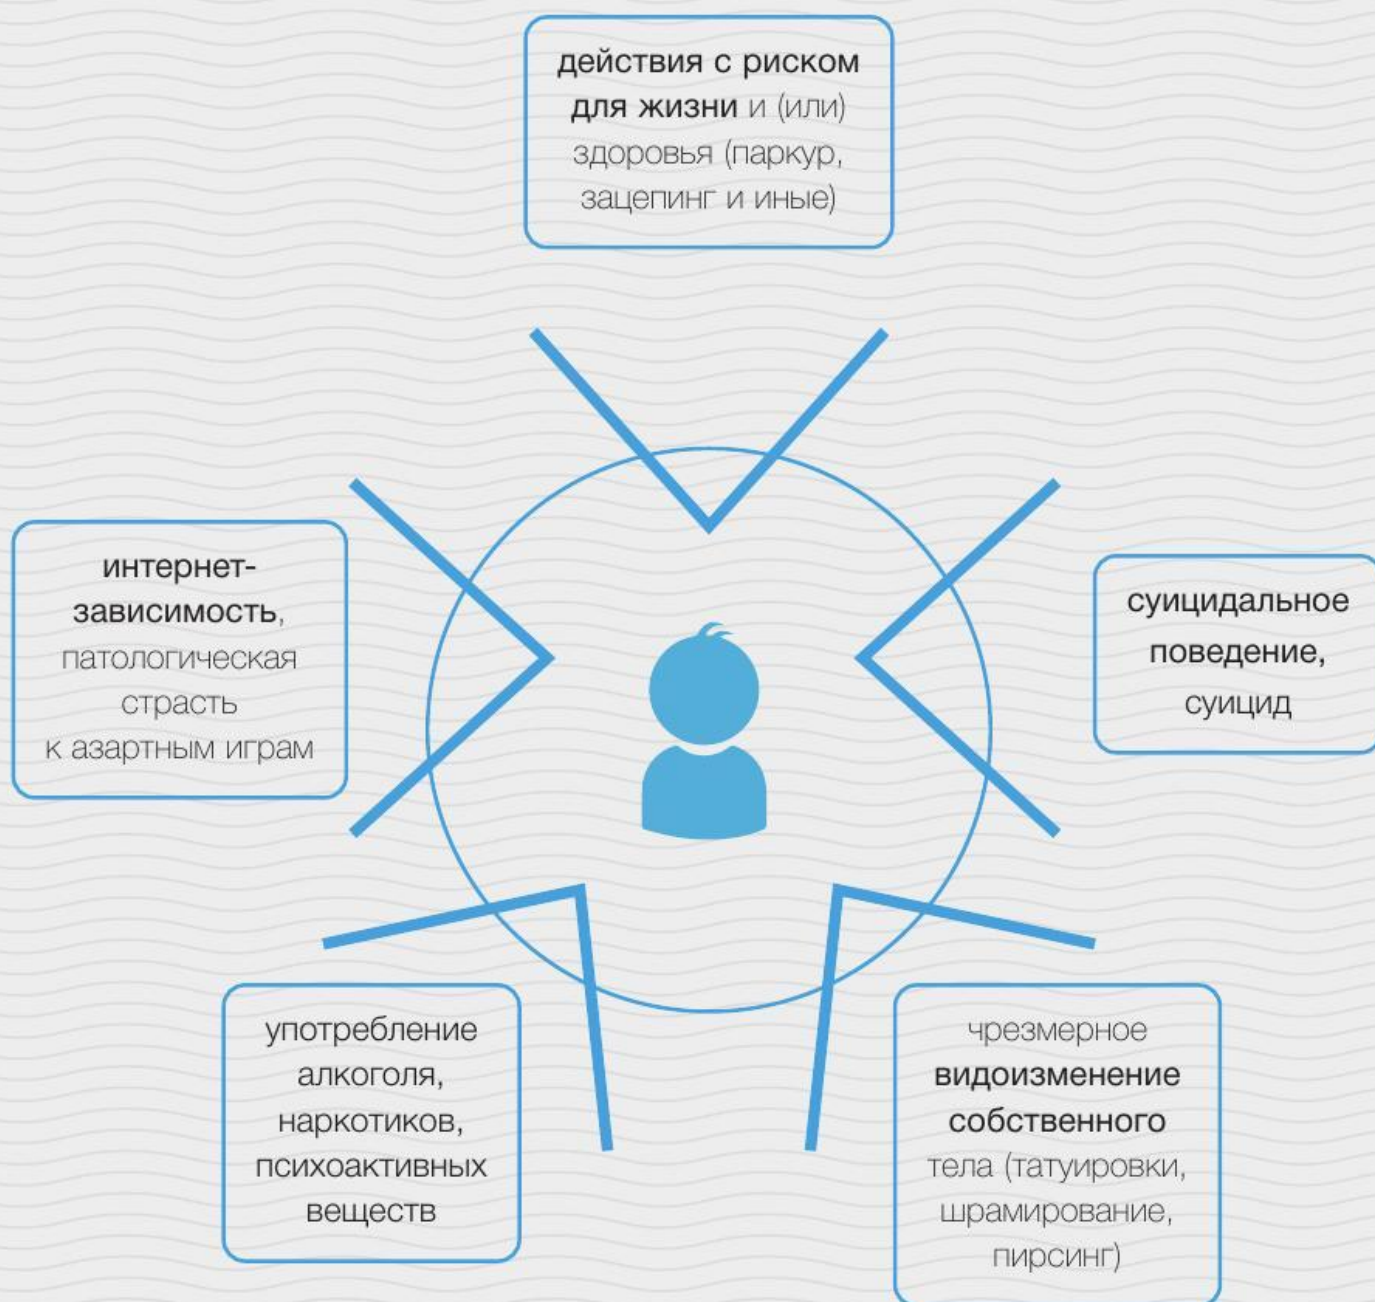 действия с риском
для жизни и (или)
здоровья (паркур,
зацепинг и иные)
интернет-
зависимость,
патологическая
страсть
к азартным играм
суицидальное
поведение,
суицид
употребление
алкоголя,
наркотиков,
психоактивных
веществ
чрезмерное
видоизменение
собственного
тела (татуировки,
шрамирование,
пирсинг)